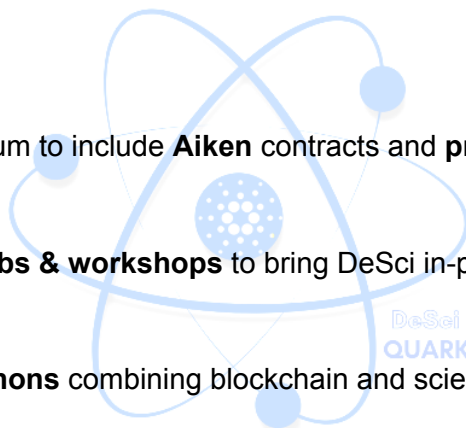 um to include Aiken contracts and pr
bs & workshops to bring DeSci in-p
DeSci
QUARK
nons combining blockchain and scie